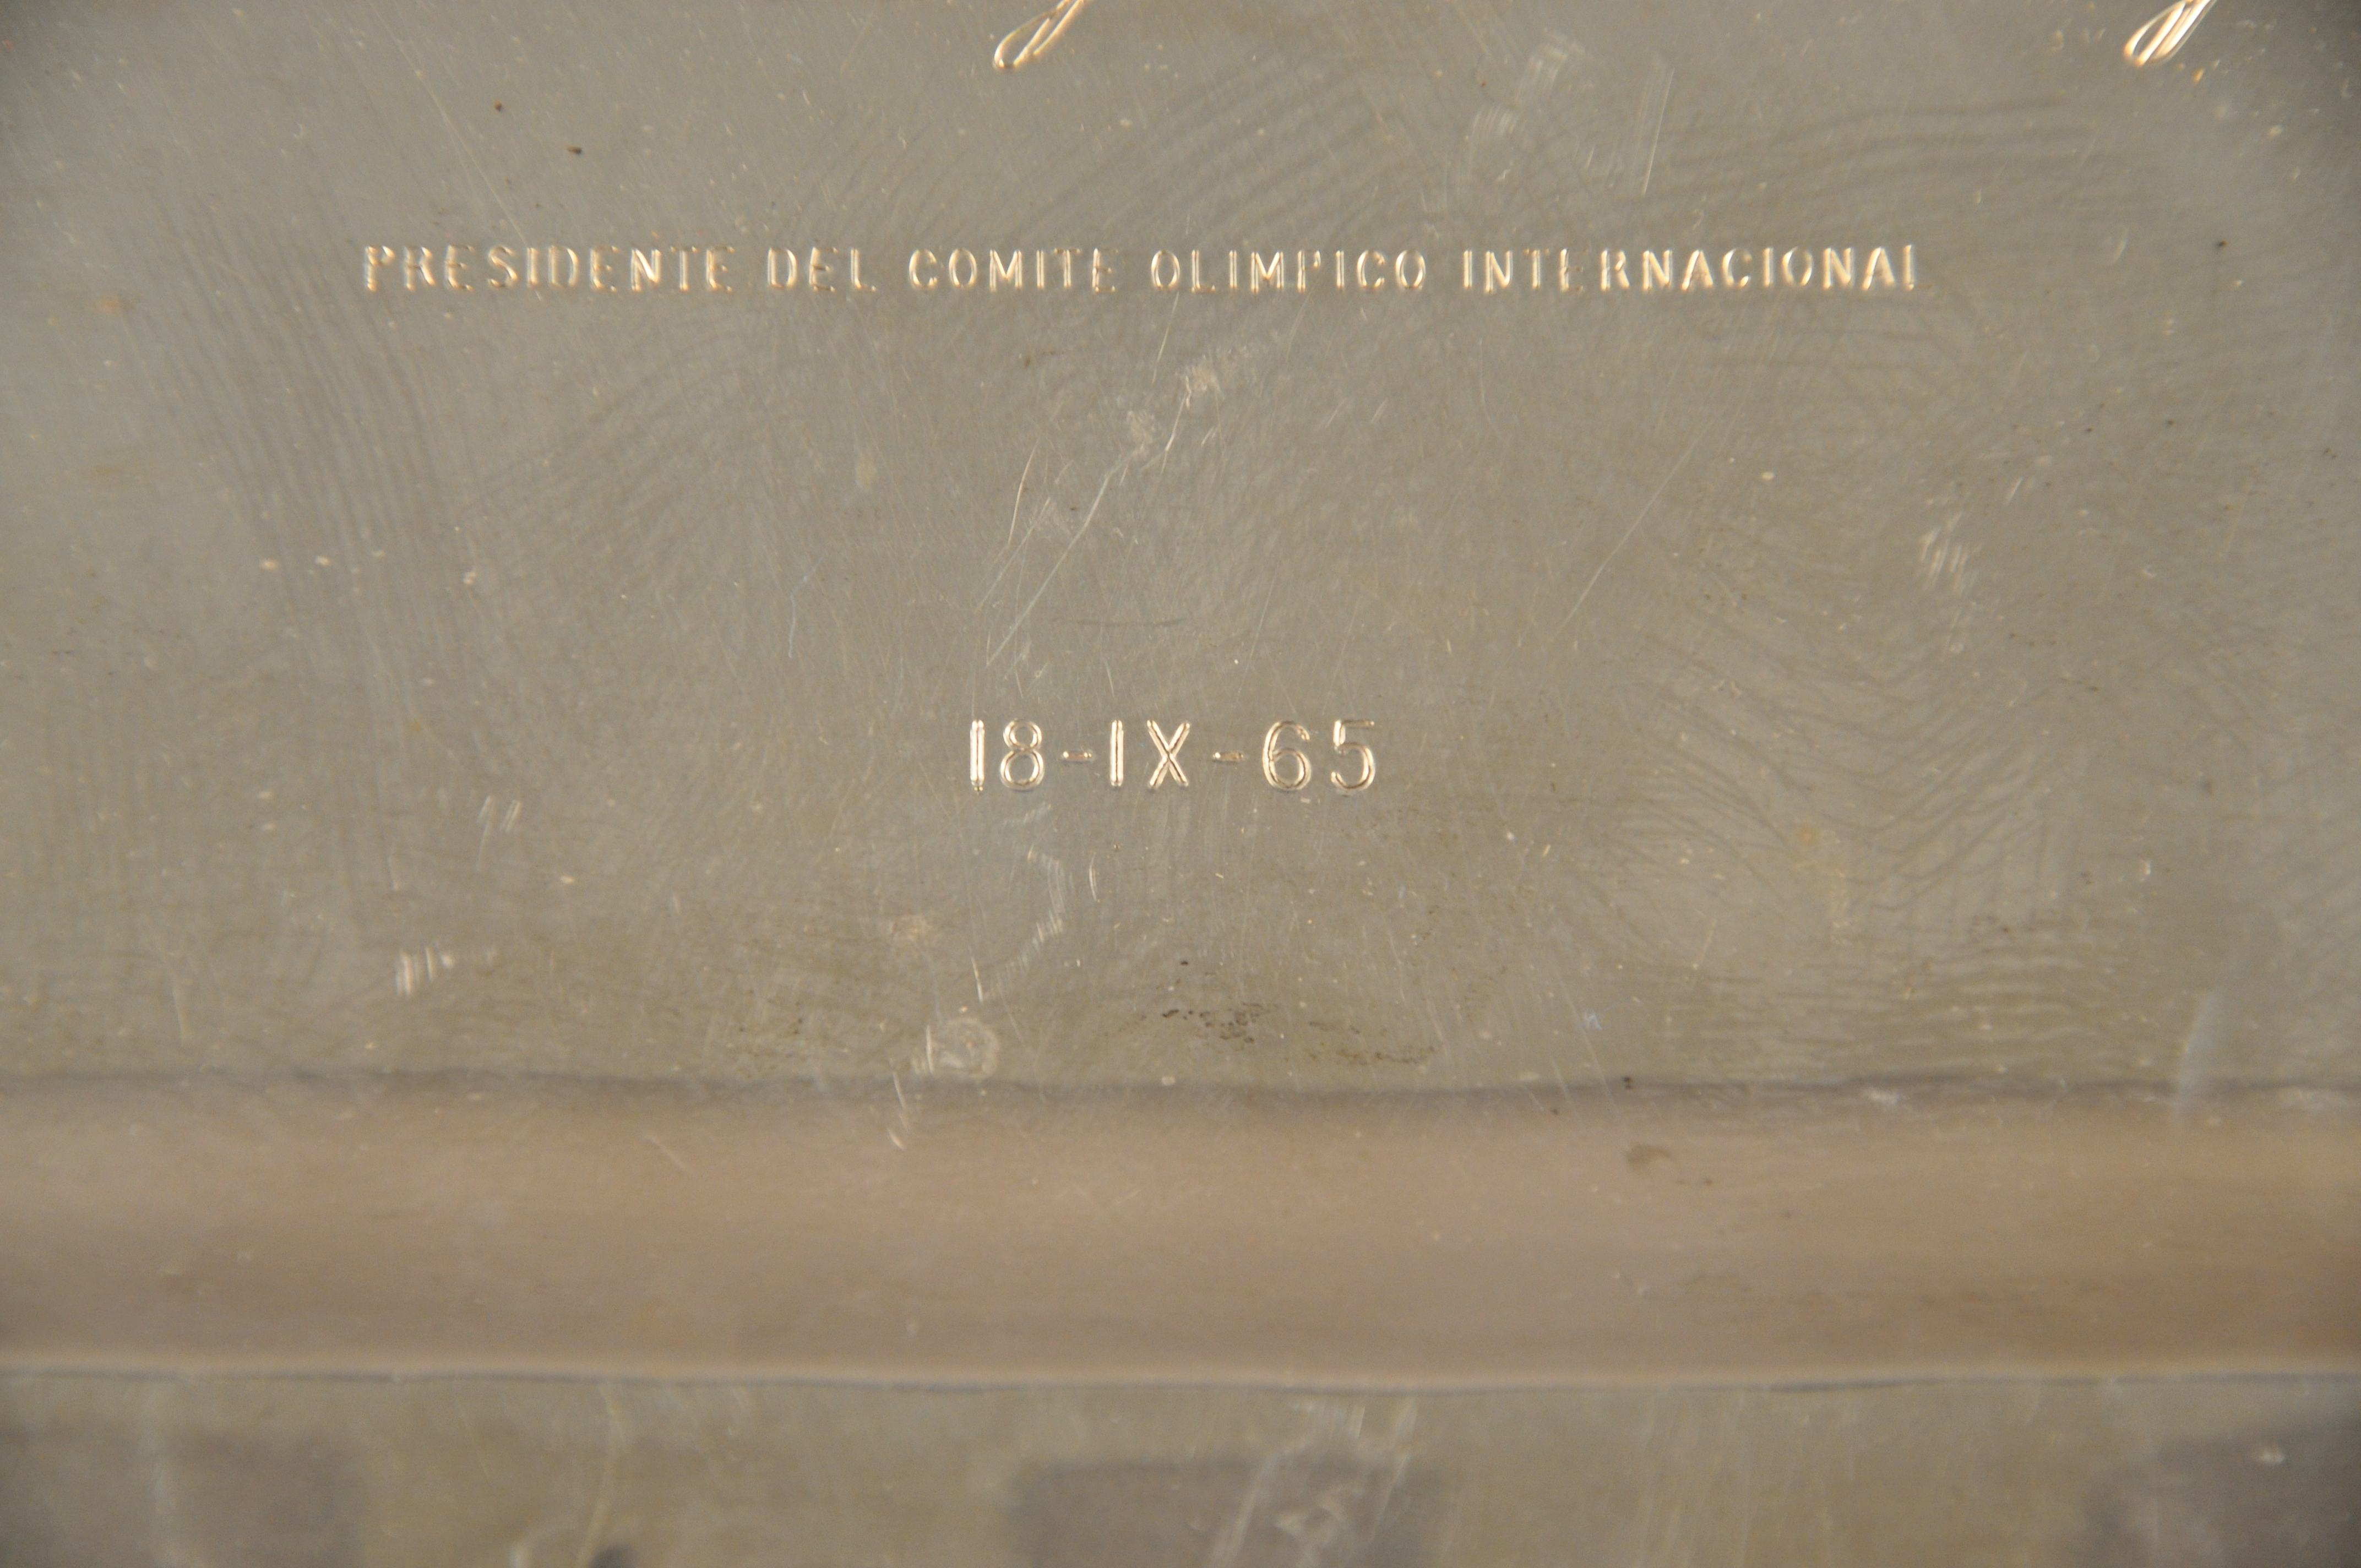 PRESIDENTE DEL COMITE OLIMPICO INTERNACIONAL
18-IX-65